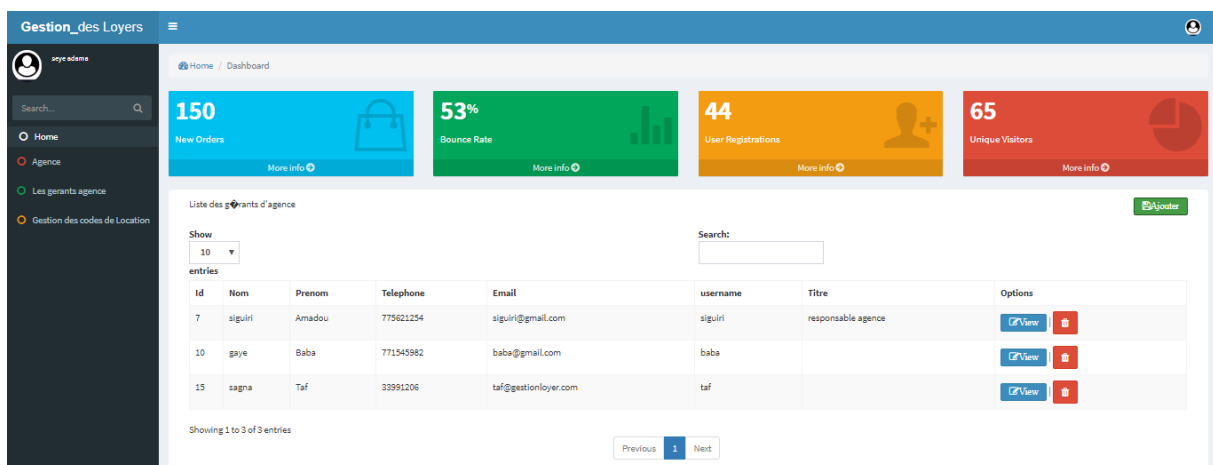 Gestion_des Loyers
seye adama
Search...
Home
Agence
Les gerants agence
Gestion des codes de Location
Home / Dashboard
150
New Orders
More info
53%
Bounce Rate
More info
44
User Registrations
More info
65
Unique Visitors
More info
Liste des g�rants d'agence
Ajouter
Show
10
entries
Search:
Id Nom Prenom Telephone Email username Titre Options
7 siguiri Amadou 775621254 siguiri@gmail.com siguiri responsable agence View |
10 gaye Baba 771545982 baba@gmail.com baba View |
15 sagna Taf 33991206 taf@gestionloyer.com taf View |
Showing 1 to 3 of 3 entries
Previous 1 Next